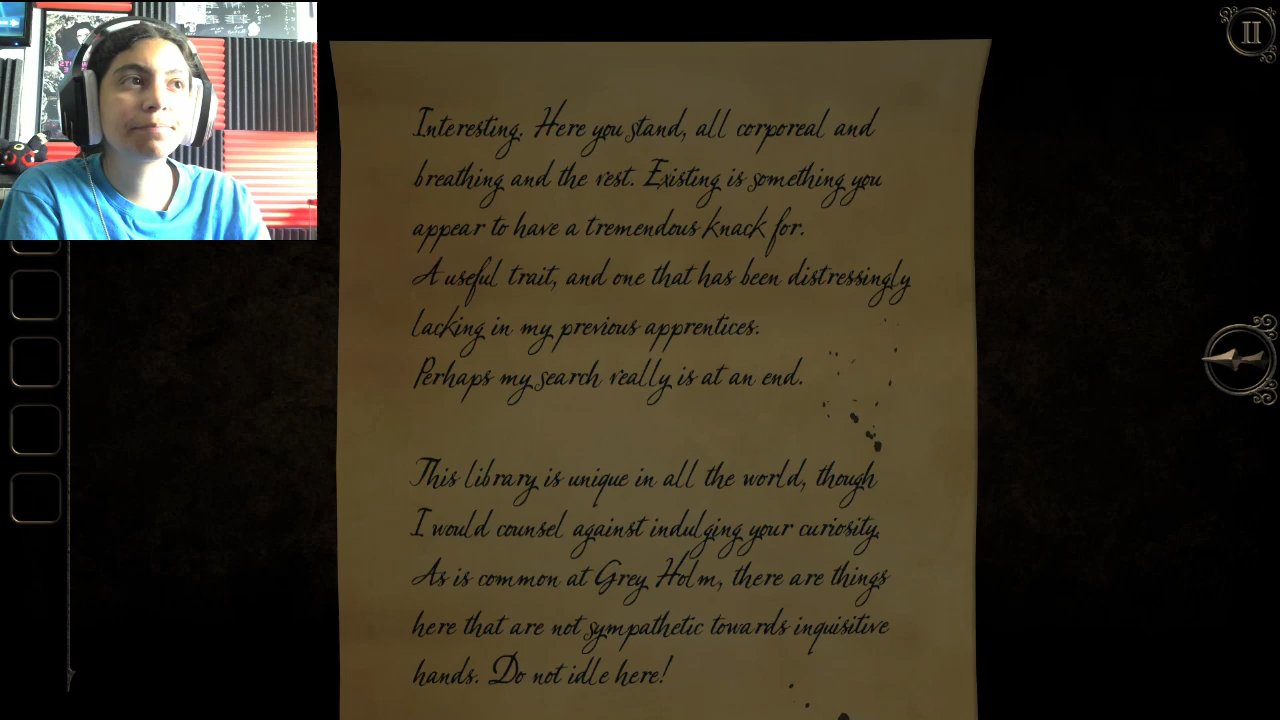 Interesting. Here you stand, all corporeal and
breathing and the rest. Existing is something you
appear to have a tremendous knack for.
A useful trait, and one that has been distressingly
lacking in my previous apprentices.
Perhaps my search really is at an end.
This library is unique in all the world, though
I would counsel against indulging your curiosity.
As is common at Grey Holm, there are things
here that are not sympathetic towards inquisitive
hands. Do not idle here!